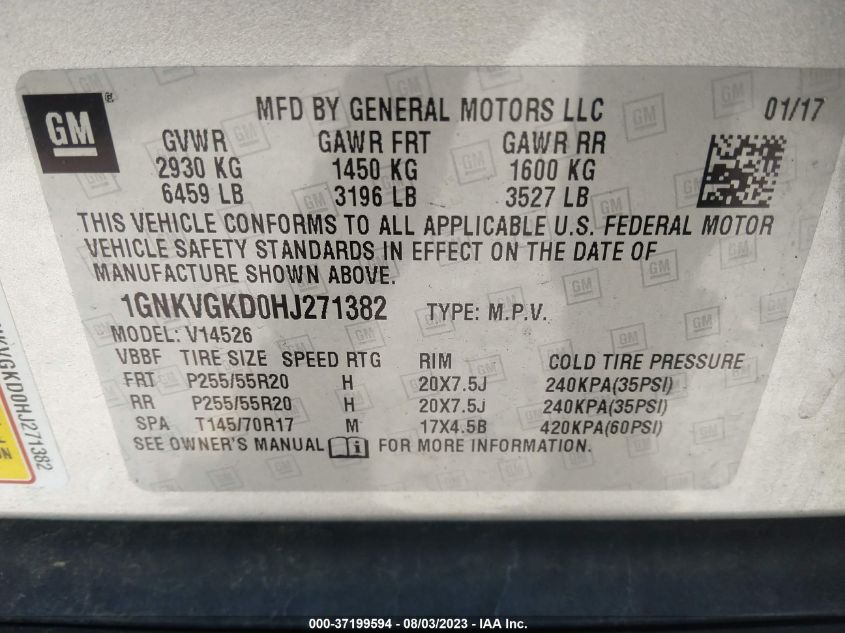 GM
MFD BY GENERAL MOTORS LLC 01/17
GVWR GAWR FRT GAWR RR
2930 KG 1450 KG 1600 KG
6459 LB 3196 LB 3527 LB
THIS VEHICLE CONFORMS TO ALL APPLICABLE U.S. FEDERAL MOTOR
VEHICLE SAFETY STANDARDS IN EFFECT ON THE DATE OF
MANUFACTURE SHOWN ABOVE.
1GNKVGKD0HJ271382 TYPE: M.P.V.
MODEL: V14526
VBBF TIRE SIZE SPEED RTG RIM COLD TIRE PRESSURE
FRT P255/55R20 H 20X7.5J 240KPA(35PSI)
RR P255/55R20 H 20X7.5J 240KPA(35PSI)
SPA T145/70R17 M 17X4.5B 420KPA(60PSI)
SEE OWNER'S MANUAL i FOR MORE INFORMATION.
KVGKD0HJ271382
000-37199594 - 08/03/2023 - IAA Inc.